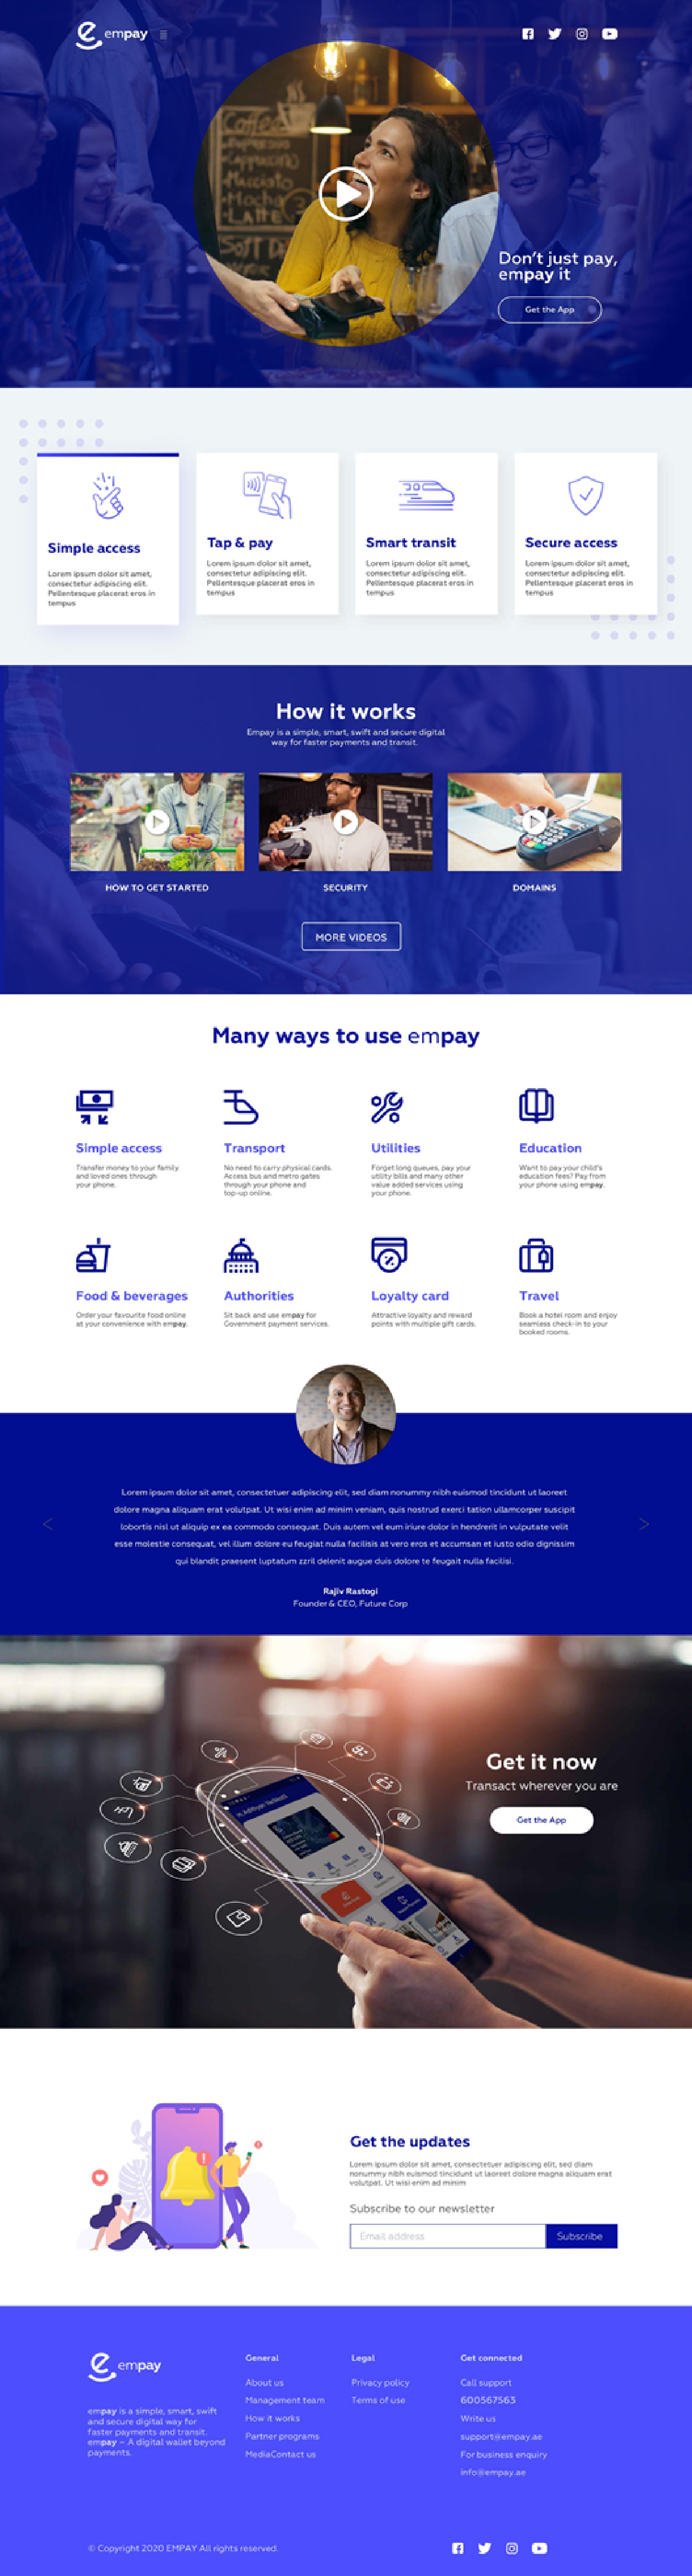 empay
Don't just pay,
empay it
Get the App
Simple access
Lorem ipsum dolor sit amet,
consectetur adipiscing elit.
Pellentesque placerat eros in
tempus
Tap & pay
Lorem ipsum dolor sit amet,
consectetur adipiscing elit.
Pellentesque placerat eros in
tempus
Smart transit
Lorem ipsum dolor sit amet,
consectetur adipiscing elit.
Pellentesque placerat eros in
tempus
Secure access
Lorem ipsum dolor sit amet,
consectetur adipiscing elit.
Pellentesque placerat eros in
tempus
How it works
Empay is a simple, smart, swift and secure digital
way for faster payments and transit.
HOW TO GET STARTED
SECURITY
DOMAINS
MORE VIDEOS
Many ways to use empay
Simple access
Transfer money to your family
and loved ones through
your phone.
Transport
No need to carry physical cards.
Access bus and metro gates
through your phone and
top-up online.
Utilities
Forget long queues, pay your
utility bills and many other
value added services using
your phone.
Education
Want to pay your child's
education fees? Pay from
your phone using empay.
Food & beverages
Order your favourite food online
at your convenience with empay.
Authorities
Sit back and use empay for
Government payment services.
Loyalty card
Attractive loyalty and reward
points with multiple gift cards.
Travel
Book a hotel room and enjoy
seamless check-in to your
booked rooms.
Lorem ipsum dolor sit amet, consectetuer adipiscing elit, sed diam nonummy nibh euismod tincidunt ut laoreet
dolore magna aliquam erat volutpat. Ut wisi enim ad minim veniam, quis nostrud exerci tation ullamcorper suscipit
lobortis nisl ut aliquip ex ea commodo consequat. Duis autem vel eum iriure dolor in hendrerit in vulputate velit
esse molestie consequat, vel illum dolore eu feugiat nulla facilisis at vero eros et accumsan et iusto odio dignissim
qui blandit praesent luptatum zzril delenit augue duis dolore te feugait nulla facilisi.
Rajiv Rastogi
Founder & CEO, Future Corp
Get it now
Transact wherever you are
Get the App
Get the updates
Lorem ipsum dolor sit amet, consectetuer adipiscing elit, sed diam
nonummy nibh euismod tincidunt ut laoreet dolore magna aliquam erat
volutpat. Ut wisi enim ad minim
Subscribe to our newsletter
Email address
Subscribe
empay
empay is a simple, smart, swift
and secure digital way for
faster payments and transit.
empay – A digital wallet beyond
payments.
General
About us
Management team
How it works
Partner programs
MediaContact us
Legal
Privacy policy
Terms of use
Get connected
Call support
600567563
Write us
support@empay.ae
For business enquiry
info@empay.ae
© Copyright 2020 EMPAY All rights reserved.